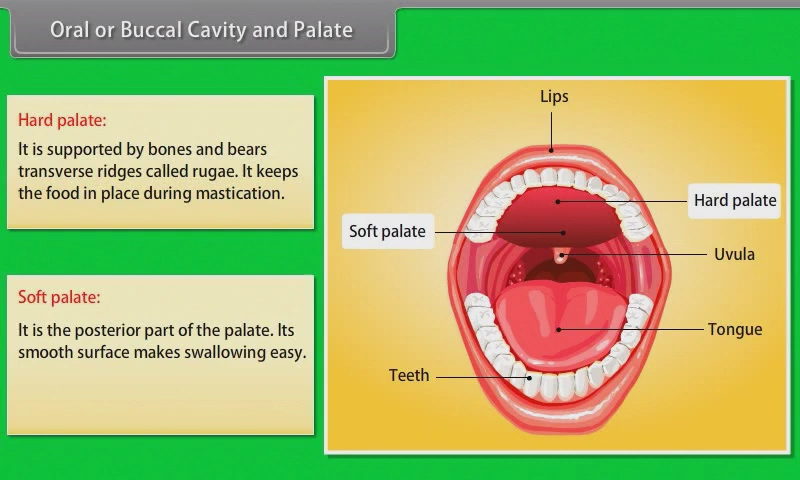 Oral or Buccal Cavity and Palate
Hard palate:
It is supported by bones and bears
transverse ridges called rugae. It keeps
the food in place during mastication.
Soft palate:
It is the posterior part of the palate. Its
smooth surface makes swallowing easy.
Lips
Hard palate
Soft palate
Uvula
Tongue
Teeth